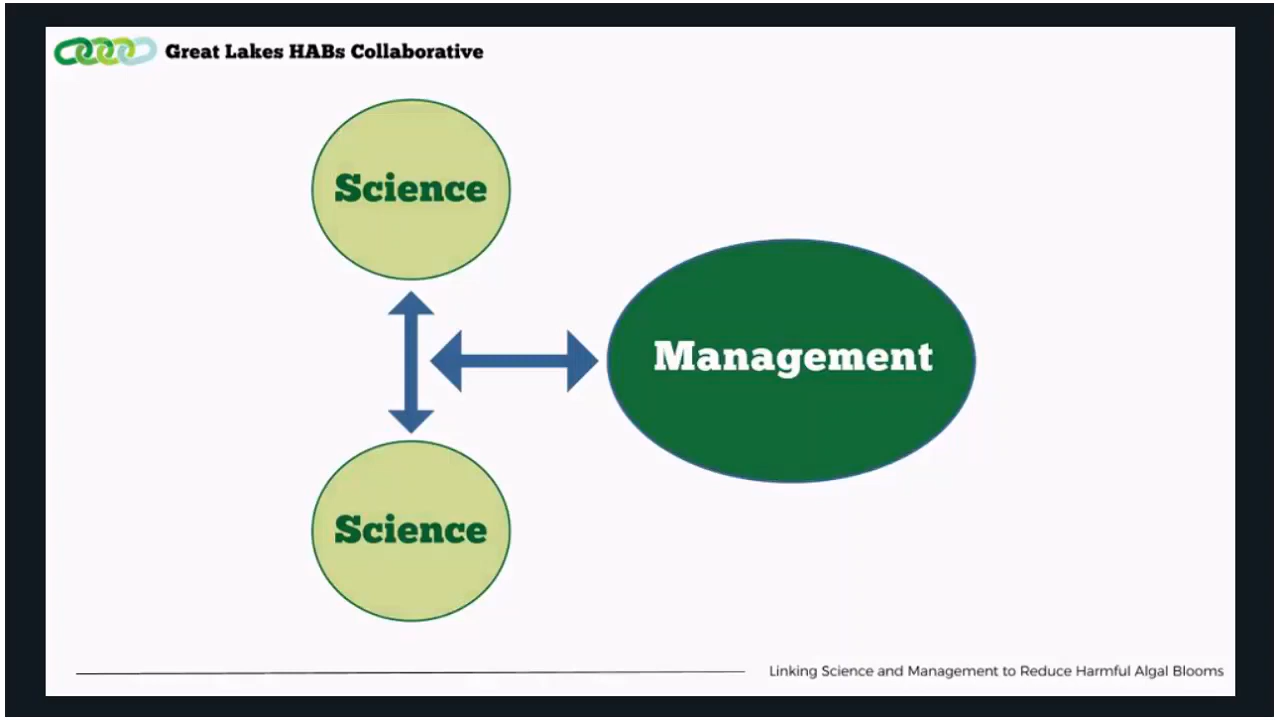 Great Lakes HABs Collaborative
Science
Management
Science
Linking Science and Management to Reduce Harmful Algal Blooms